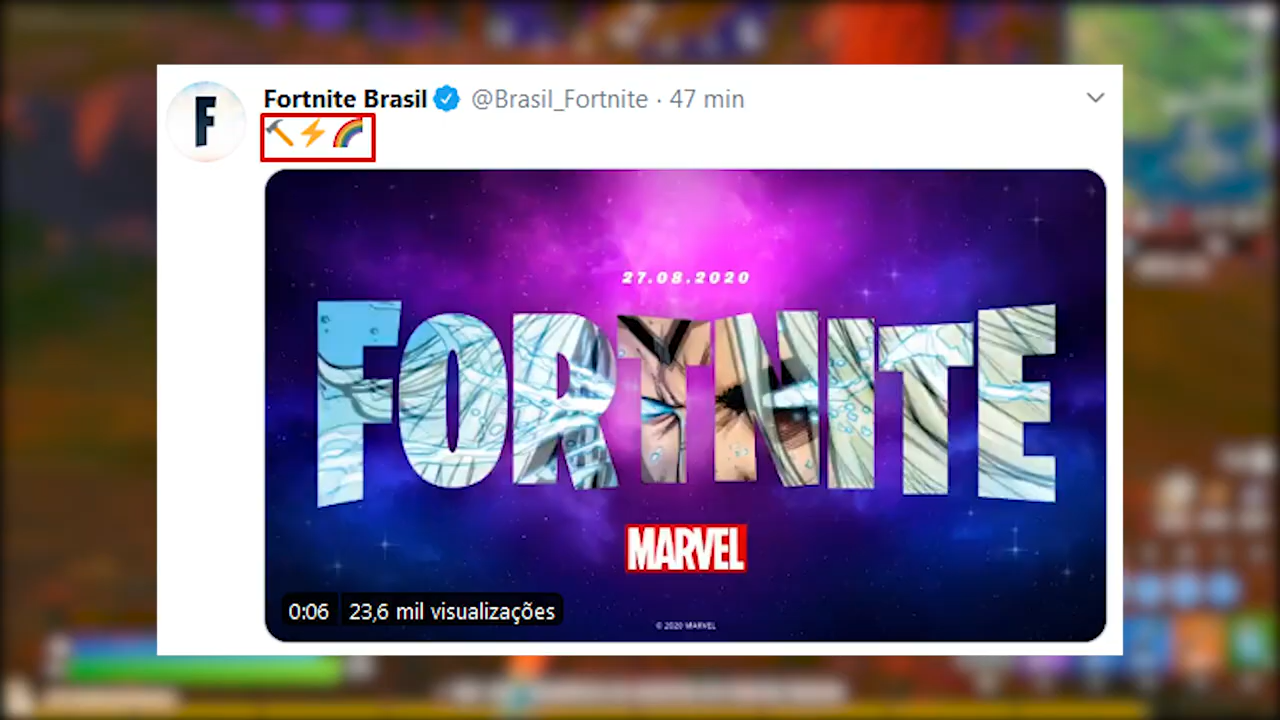 Fortnite Brasil @Brasil_Fortnite · 47 min
🔨⚡🌈
27.08.2020
FORTNITE
MARVEL
0:06 23,6 mil visualizações
© 2020 MARVEL